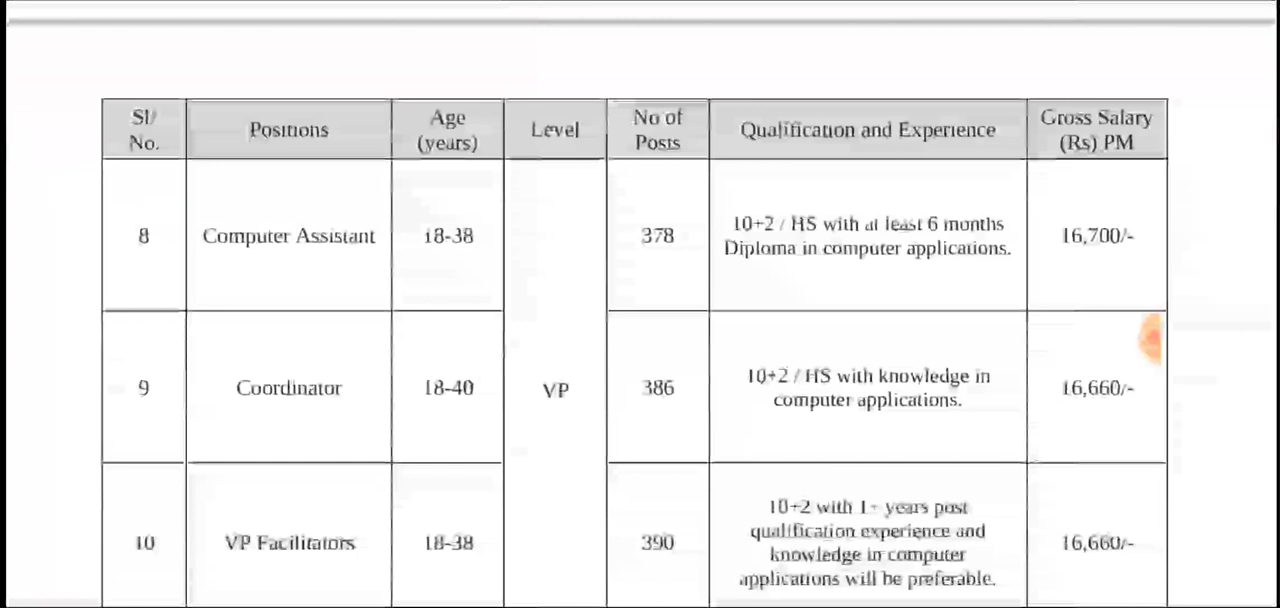 Sl/
No.
Positions
Age
(years)
Level
No of
Posts
Qualification and Experience
Gross Salary
(Rs) PM
8
Computer Assistant
18-38
378
10+2 / HS with at least 6 months
Diploma in computer applications.
16,700/-
9
Coordinator
18-40
VP
386
10+2 / HS with knowledge in
computer applications.
16,660/-
10
VP Facilitators
18-38
390
10+2 with 1+ years post
qualification experience and
knowledge in computer
applications will be preferable.
16,660/-